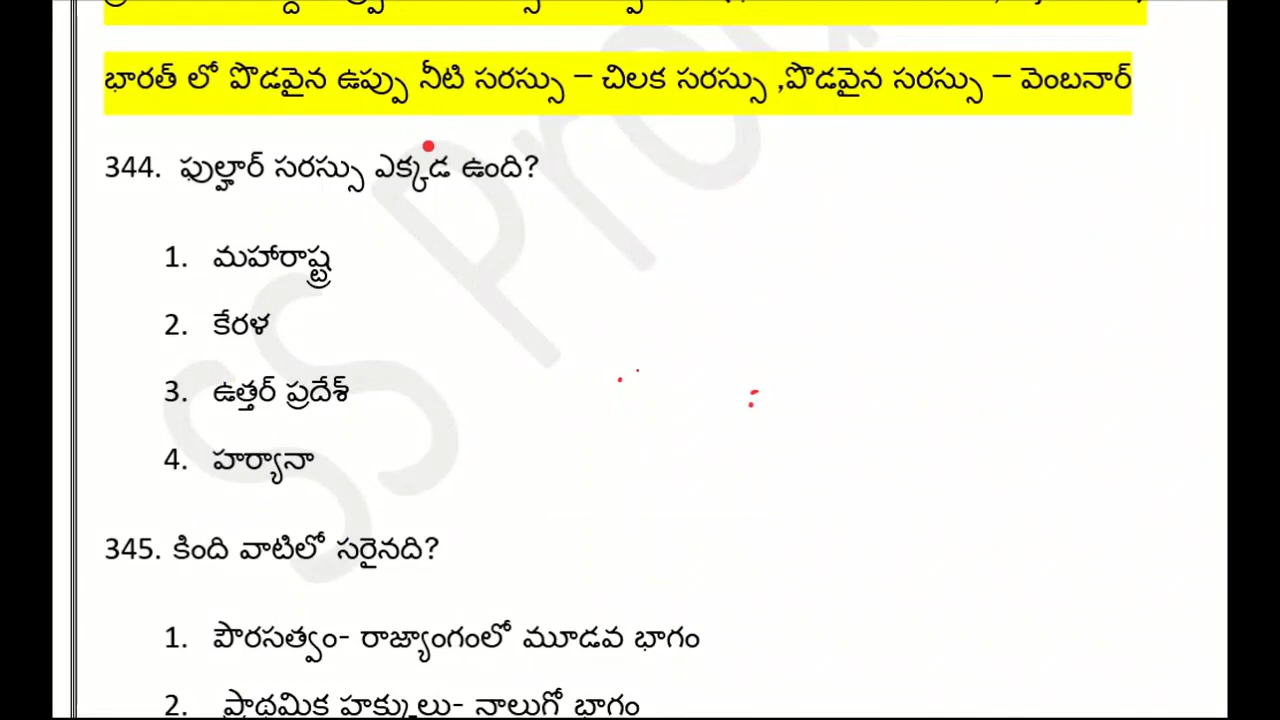 భారత్ లో పొడవైన ఉప్పు నీటి సరస్సు – చిలక సరస్సు ,పొడవైన సరస్సు – వెంబనార్
344. ఫుల్హార్ సరస్సు ఎక్కడ ఉంది?
1. మహారాష్ట్ర
2. కేరళ
3. ఉత్తర్ ప్రదేశ్
4. హర్యానా
345. కింది వాటిలో సరైనది?
1. పౌరసత్వం- రాజ్యాంగంలో మూడవ భాగం
2. ప్రాథమిక హక్కులు- నాలుగో భాగం